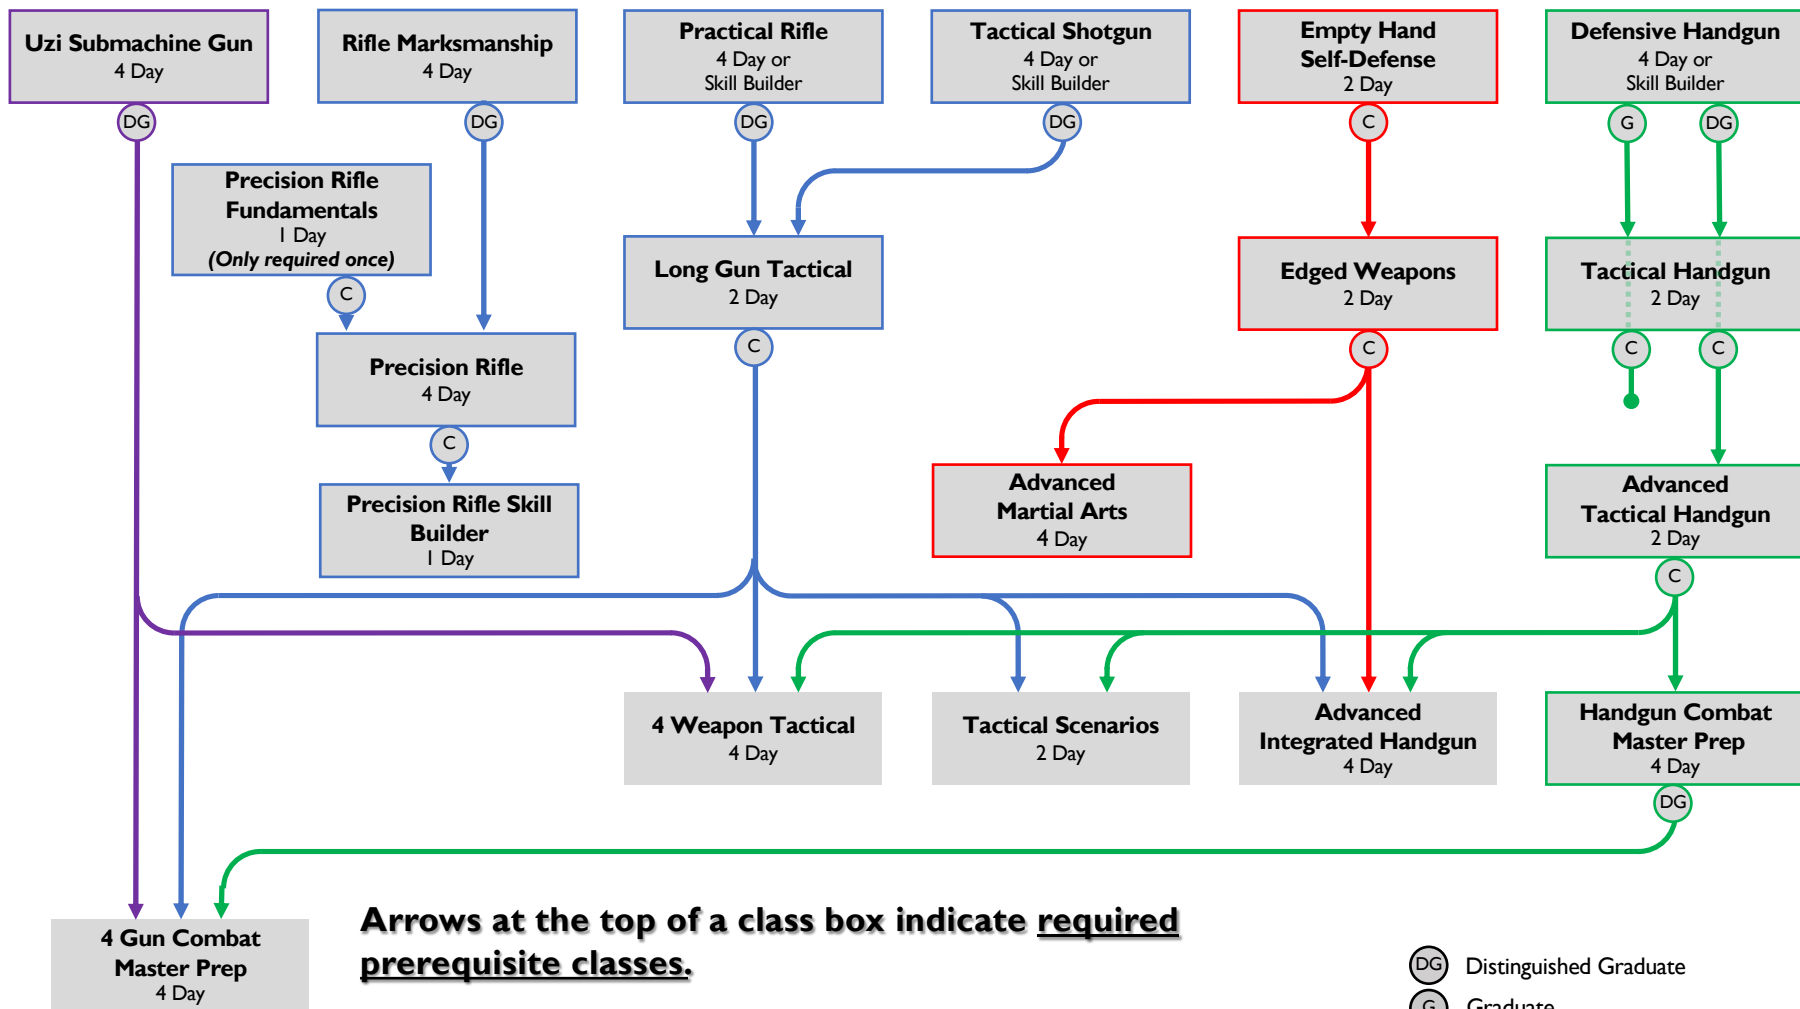 Uzi Submachine Gun
4 Day
Rifle Marksmanship
4 Day
Practical Rifle
4 Day or
Skill Builder
Tactical Shotgun
4 Day or
Skill Builder
Empty Hand
Self-Defense
2 Day
Defensive Handgun
4 Day or
Skill Builder
DG
DG
DG
DG
C
G
DG
Precision Rifle
Fundamentals
1 Day
(Only required once)
C
Long Gun Tactical
2 Day
C
Edged Weapons
2 Day
C
Tactical Handgun
2 Day
C
C
Precision Rifle
4 Day
C
Precision Rifle Skill
Builder
1 Day
Advanced
Martial Arts
4 Day
Advanced
Tactical Handgun
2 Day
C
4 Weapon Tactical
4 Day
Tactical Scenarios
2 Day
Advanced
Integrated Handgun
4 Day
Handgun Combat
Master Prep
4 Day
DG
4 Gun Combat
Master Prep
4 Day
Arrows at the top of a class box indicate required
prerequisite classes.
DG Distinguished Graduate
G Graduate